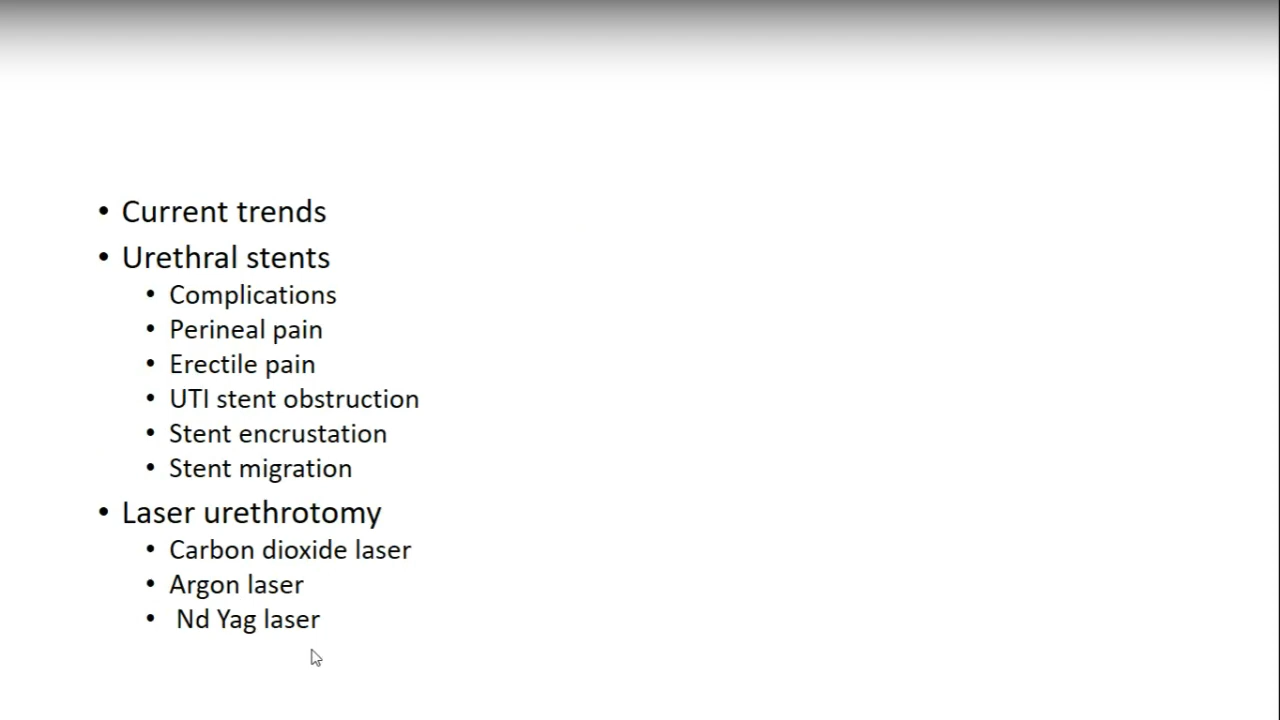 • Current trends
• Urethral stents
• Complications
• Perineal pain
• Erectile pain
• UTI stent obstruction
• Stent encrustation
• Stent migration
• Laser urethrotomy
• Carbon dioxide laser
• Argon laser
• Nd Yag laser